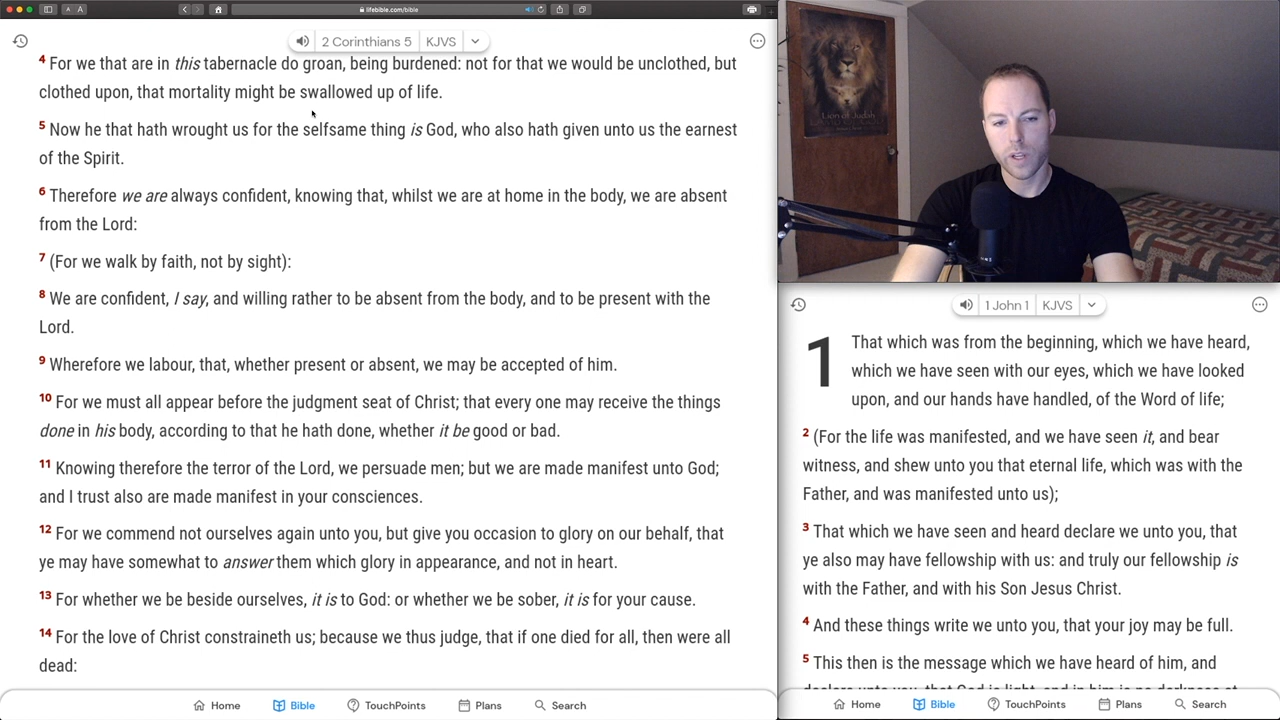 A A
lifebible.com/bible
2 Corinthians 5 KJVS
4 For we that are in this tabernacle do groan, being burdened: not for that we would be unclothed, but
clothed upon, that mortality might be swallowed up of life.
5 Now he that hath wrought us for the selfsame thing is God, who also hath given unto us the earnest
of the Spirit.
6 Therefore we are always confident, knowing that, whilst we are at home in the body, we are absent
from the Lord:
7 (For we walk by faith, not by sight):
8 We are confident, I say, and willing rather to be absent from the body, and to be present with the
Lord.
9 Wherefore we labour, that, whether present or absent, we may be accepted of him.
10 For we must all appear before the judgment seat of Christ; that every one may receive the things
done in his body, according to that he hath done, whether it be good or bad.
11 Knowing therefore the terror of the Lord, we persuade men; but we are made manifest unto God;
and I trust also are made manifest in your consciences.
12 For we commend not ourselves again unto you, but give you occasion to glory on our behalf, that
ye may have somewhat to answer them which glory in appearance, and not in heart.
13 For whether we be beside ourselves, it is to God: or whether we be sober, it is for your cause.
14 For the love of Christ constraineth us; because we thus judge, that if one died for all, then were all
dead:
Home Bible TouchPoints Plans Search
Lion of Judah
1 John 1 KJVS
1 That which was from the beginning, which we have heard,
which we have seen with our eyes, which we have looked
upon, and our hands have handled, of the Word of life;
2 (For the life was manifested, and we have seen it, and bear
witness, and shew unto you that eternal life, which was with the
Father, and was manifested unto us);
3 That which we have seen and heard declare we unto you, that
ye also may have fellowship with us: and truly our fellowship is
with the Father, and with his Son Jesus Christ.
4 And these things write we unto you, that your joy may be full.
5 This then is the message which we have heard of him, and
declare unto you, that God is light, and in him is no darkness at
Home Bible TouchPoints Plans Search